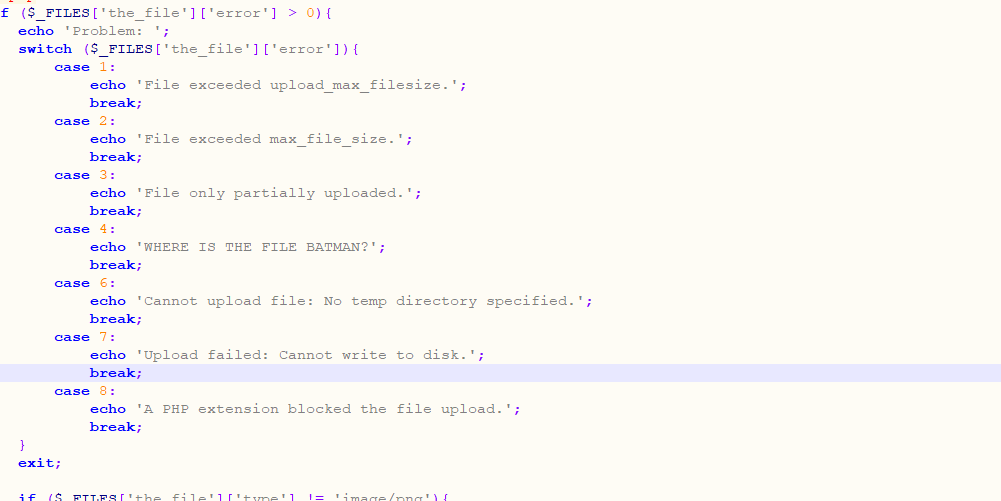 f ($_FILES['the_file']['error'] > 0){
echo 'Problem: ';
switch ($_FILES['the_file']['error']){
case 1:
echo 'File exceeded upload_max_filesize.';
break;
case 2:
echo 'File exceeded max_file_size.';
break;
case 3:
echo 'File only partially uploaded.';
break;
case 4:
echo 'WHERE IS THE FILE BATMAN?';
break;
case 6:
echo 'Cannot upload file: No temp directory specified.';
break;
case 7:
echo 'Upload failed: Cannot write to disk.';
break;
case 8:
echo 'A PHP extension blocked the file upload.';
break;
}
exit;
if ($_FILES['the_file']['type'] != 'image/png'){